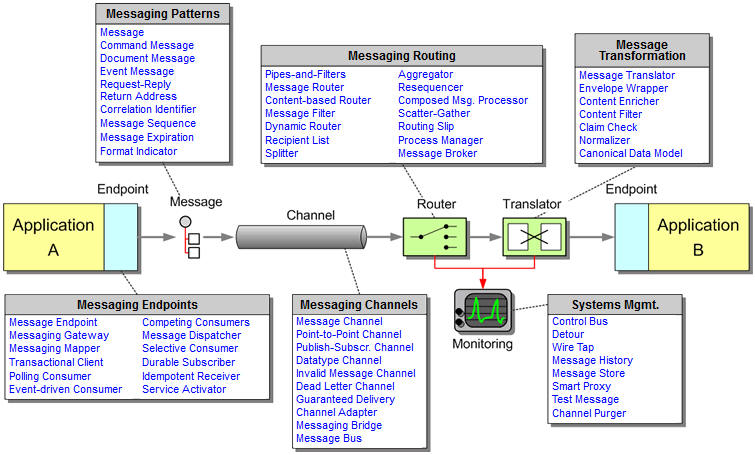 Messaging Patterns
Message
Command Message
Document Message
Event Message
Request-Reply
Return Address
Correlation Identifier
Message Sequence
Message Expiration
Format Indicator
Messaging Routing
Pipes-and-Filters
Message Router
Content-based Router
Message Filter
Dynamic Router
Recipient List
Splitter
Aggregator
Resequencer
Composed Msg. Processor
Scatter-Gather
Routing Slip
Process Manager
Message Broker
Message
Transformation
Message Translator
Envelope Wrapper
Content Enricher
Content Filter
Claim Check
Normalizer
Canonical Data Model
Endpoint
Message
Channel
Router
Translator
Endpoint
Application
A
Application
B
Messaging Endpoints
Message Endpoint
Messaging Gateway
Messaging Mapper
Transactional Client
Polling Consumer
Event-driven Consumer
Competing Consumers
Message Dispatcher
Selective Consumer
Durable Subscriber
Idempotent Receiver
Service Activator
Messaging Channels
Message Channel
Point-to-Point Channel
Publish-Subscr. Channel
Datatype Channel
Invalid Message Channel
Dead Letter Channel
Guaranteed Delivery
Channel Adapter
Messaging Bridge
Message Bus
Monitoring
Systems Mgmt.
Control Bus
Detour
Wire Tap
Message History
Message Store
Smart Proxy
Test Message
Channel Purger